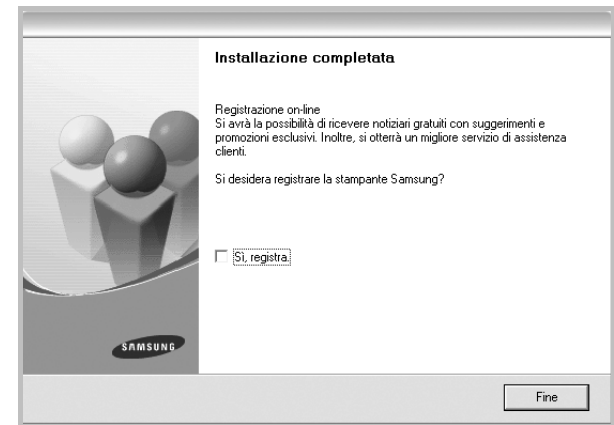 Installazione completata
Registrazione on-line
Si avrà la possibilità di ricevere notiziari gratuiti con suggerimenti e
promozioni esclusivi. Inoltre, si otterrà un migliore servizio di assistenza
clienti.
Si desidera registrare la stampante Samsung?
Sì, registra.
SAMSUNG
Fine